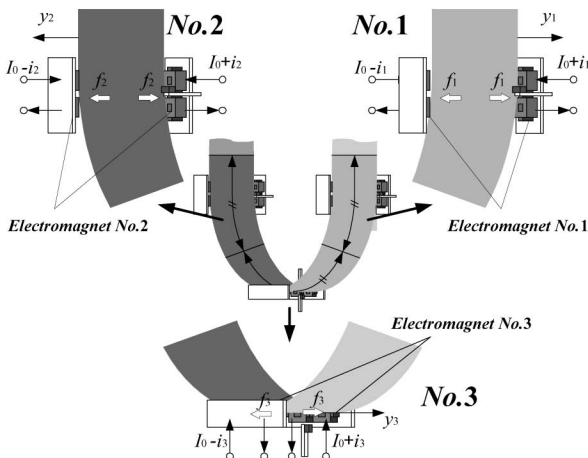 y2
No.2
No.1
y1
I0-i2
I0+i2
I0-i1
I0+i1
f2
f2
f1
f1
Electromagnet No.2
Electromagnet No.1
Electromagnet No.3
f3
f3
No.3
y3
I0-i3
I0+i3